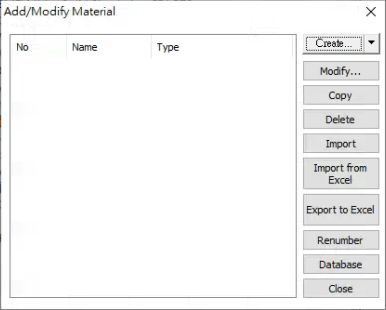 Add/Modify Material
No Name Type
Create...
Modify...
Copy
Delete
Import
Import from
Excel
Export to Excel
Renumber
Database
Close